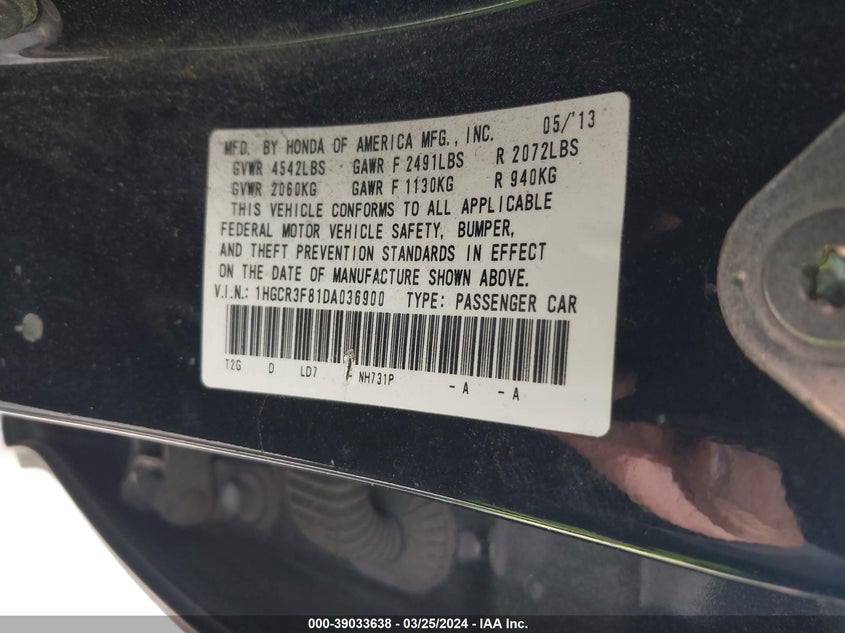 MFD. BY HONDA OF AMERICA MFG., INC. 05/'13
GVWR 4542LBS GAWR F 2491LBS R 2072LBS
GVWR 2060KG GAWR F 1130KG R 940KG
THIS VEHICLE CONFORMS TO ALL APPLICABLE
FEDERAL MOTOR VEHICLE SAFETY, BUMPER,
AND THEFT PREVENTION STANDARDS IN EFFECT
ON THE DATE OF MANUFACTURE SHOWN ABOVE.
V.I.N.: 1HGCR3F81DA036900 TYPE: PASSENGER CAR
T2G D LD7 - NH731P - A - A
000-39033638 - 03/25/2024 - IAA Inc.